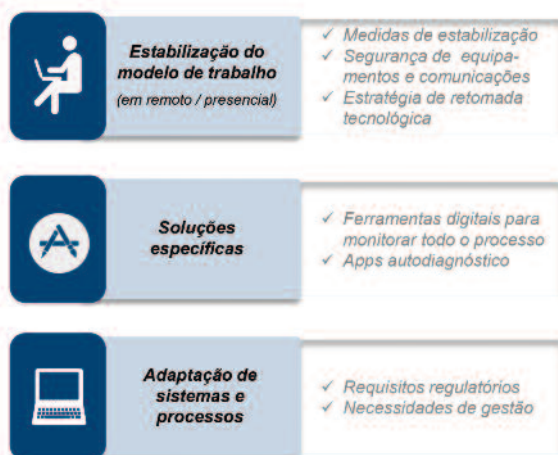 Estabilização do
modelo de trabalho
(em remoto / presencial)
✓ Medidas de estabilização
✓ Segurança de equipa-
mentos e comunicações
✓ Estratégia de retomada
tecnológica
Soluções
específicas
✓ Ferramentas digitais para
monitorar todo o processo
✓ Apps autodiagnóstico
Adaptação de
sistemas e
processos
✓ Requisitos regulatórios
✓ Necessidades de gestão